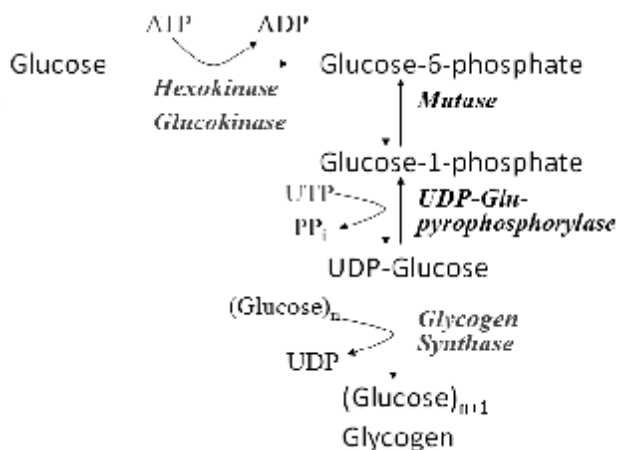 ATP ADP
Glucose Glucose-6-phosphate
Hexokinase
Glucokinase
Mutase
Glucose-1-phosphate
UTP UDP-Glu-
PPi pyrophosphorylase
UDP-Glucose
(Glucose)n Glycogen
Synthase
UDP
(Glucose)n+1
Glycogen